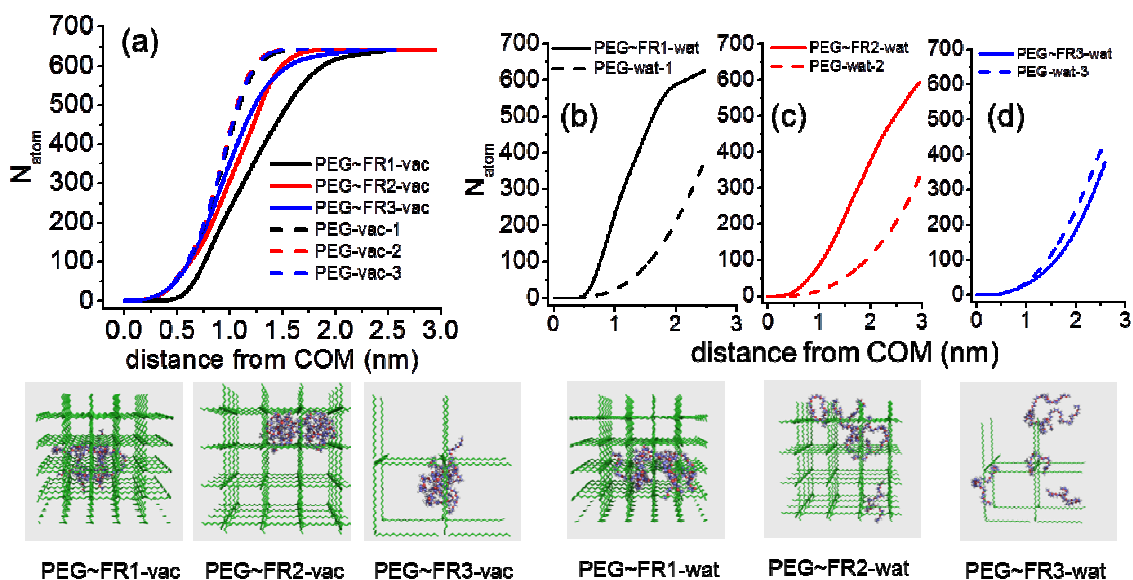 (a)
700
600
500
400
300
200
100
0
N_atom
PEG~FR1-vac
PEG~FR2-vac
PEG~FR3-vac
PEG-vac-1
PEG-vac-2
PEG-vac-3
0.0 0.5 1.0 1.5 2.0 2.5 3.0
distance from COM (nm)
PEG~FR1-wat
PEG-wat-1
(b)
700
600
500
400
300
200
100
0
N_atom
0 1 2 3
PEG~FR2-wat
PEG-wat-2
(c)
700
600
500
400
300
200
100
0
0 1 2 3
PEG~FR3-wat
PEG-wat-3
(d)
700
600
500
400
300
200
100
0
0 1 2 3
distance from COM (nm)
PEG~FR1-vac PEG~FR2-vac PEG~FR3-vac PEG~FR1-wat PEG~FR2-wat PEG~FR3-wat